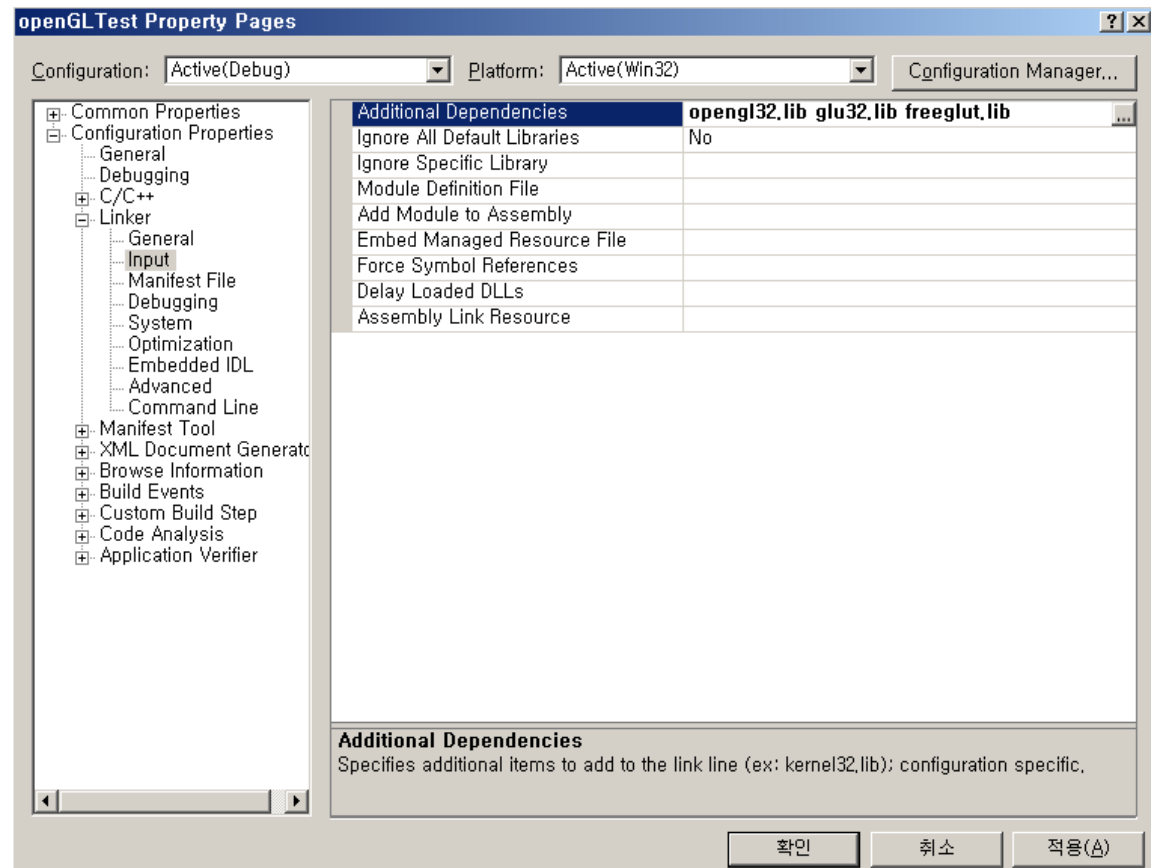 openGLTest Property Pages
Configuration: Active(Debug) Platform: Active(Win32) Configuration Manager...
Common Properties
Configuration Properties
General
Debugging
C/C++
Linker
General
Input
Manifest File
Debugging
System
Optimization
Embedded IDL
Advanced
Command Line
Manifest Tool
XML Document Generato
Browse Information
Build Events
Custom Build Step
Code Analysis
Application Verifier
Additional Dependencies opengl32.lib glu32.lib freeglut.lib ...
Ignore All Default Libraries No
Ignore Specific Library
Module Definition File
Add Module to Assembly
Embed Managed Resource File
Force Symbol References
Delay Loaded DLLs
Assembly Link Resource
Additional Dependencies
Specifies additional items to add to the link line (ex: kernel32.lib); configuration specific.
확인 취소 적용(A)